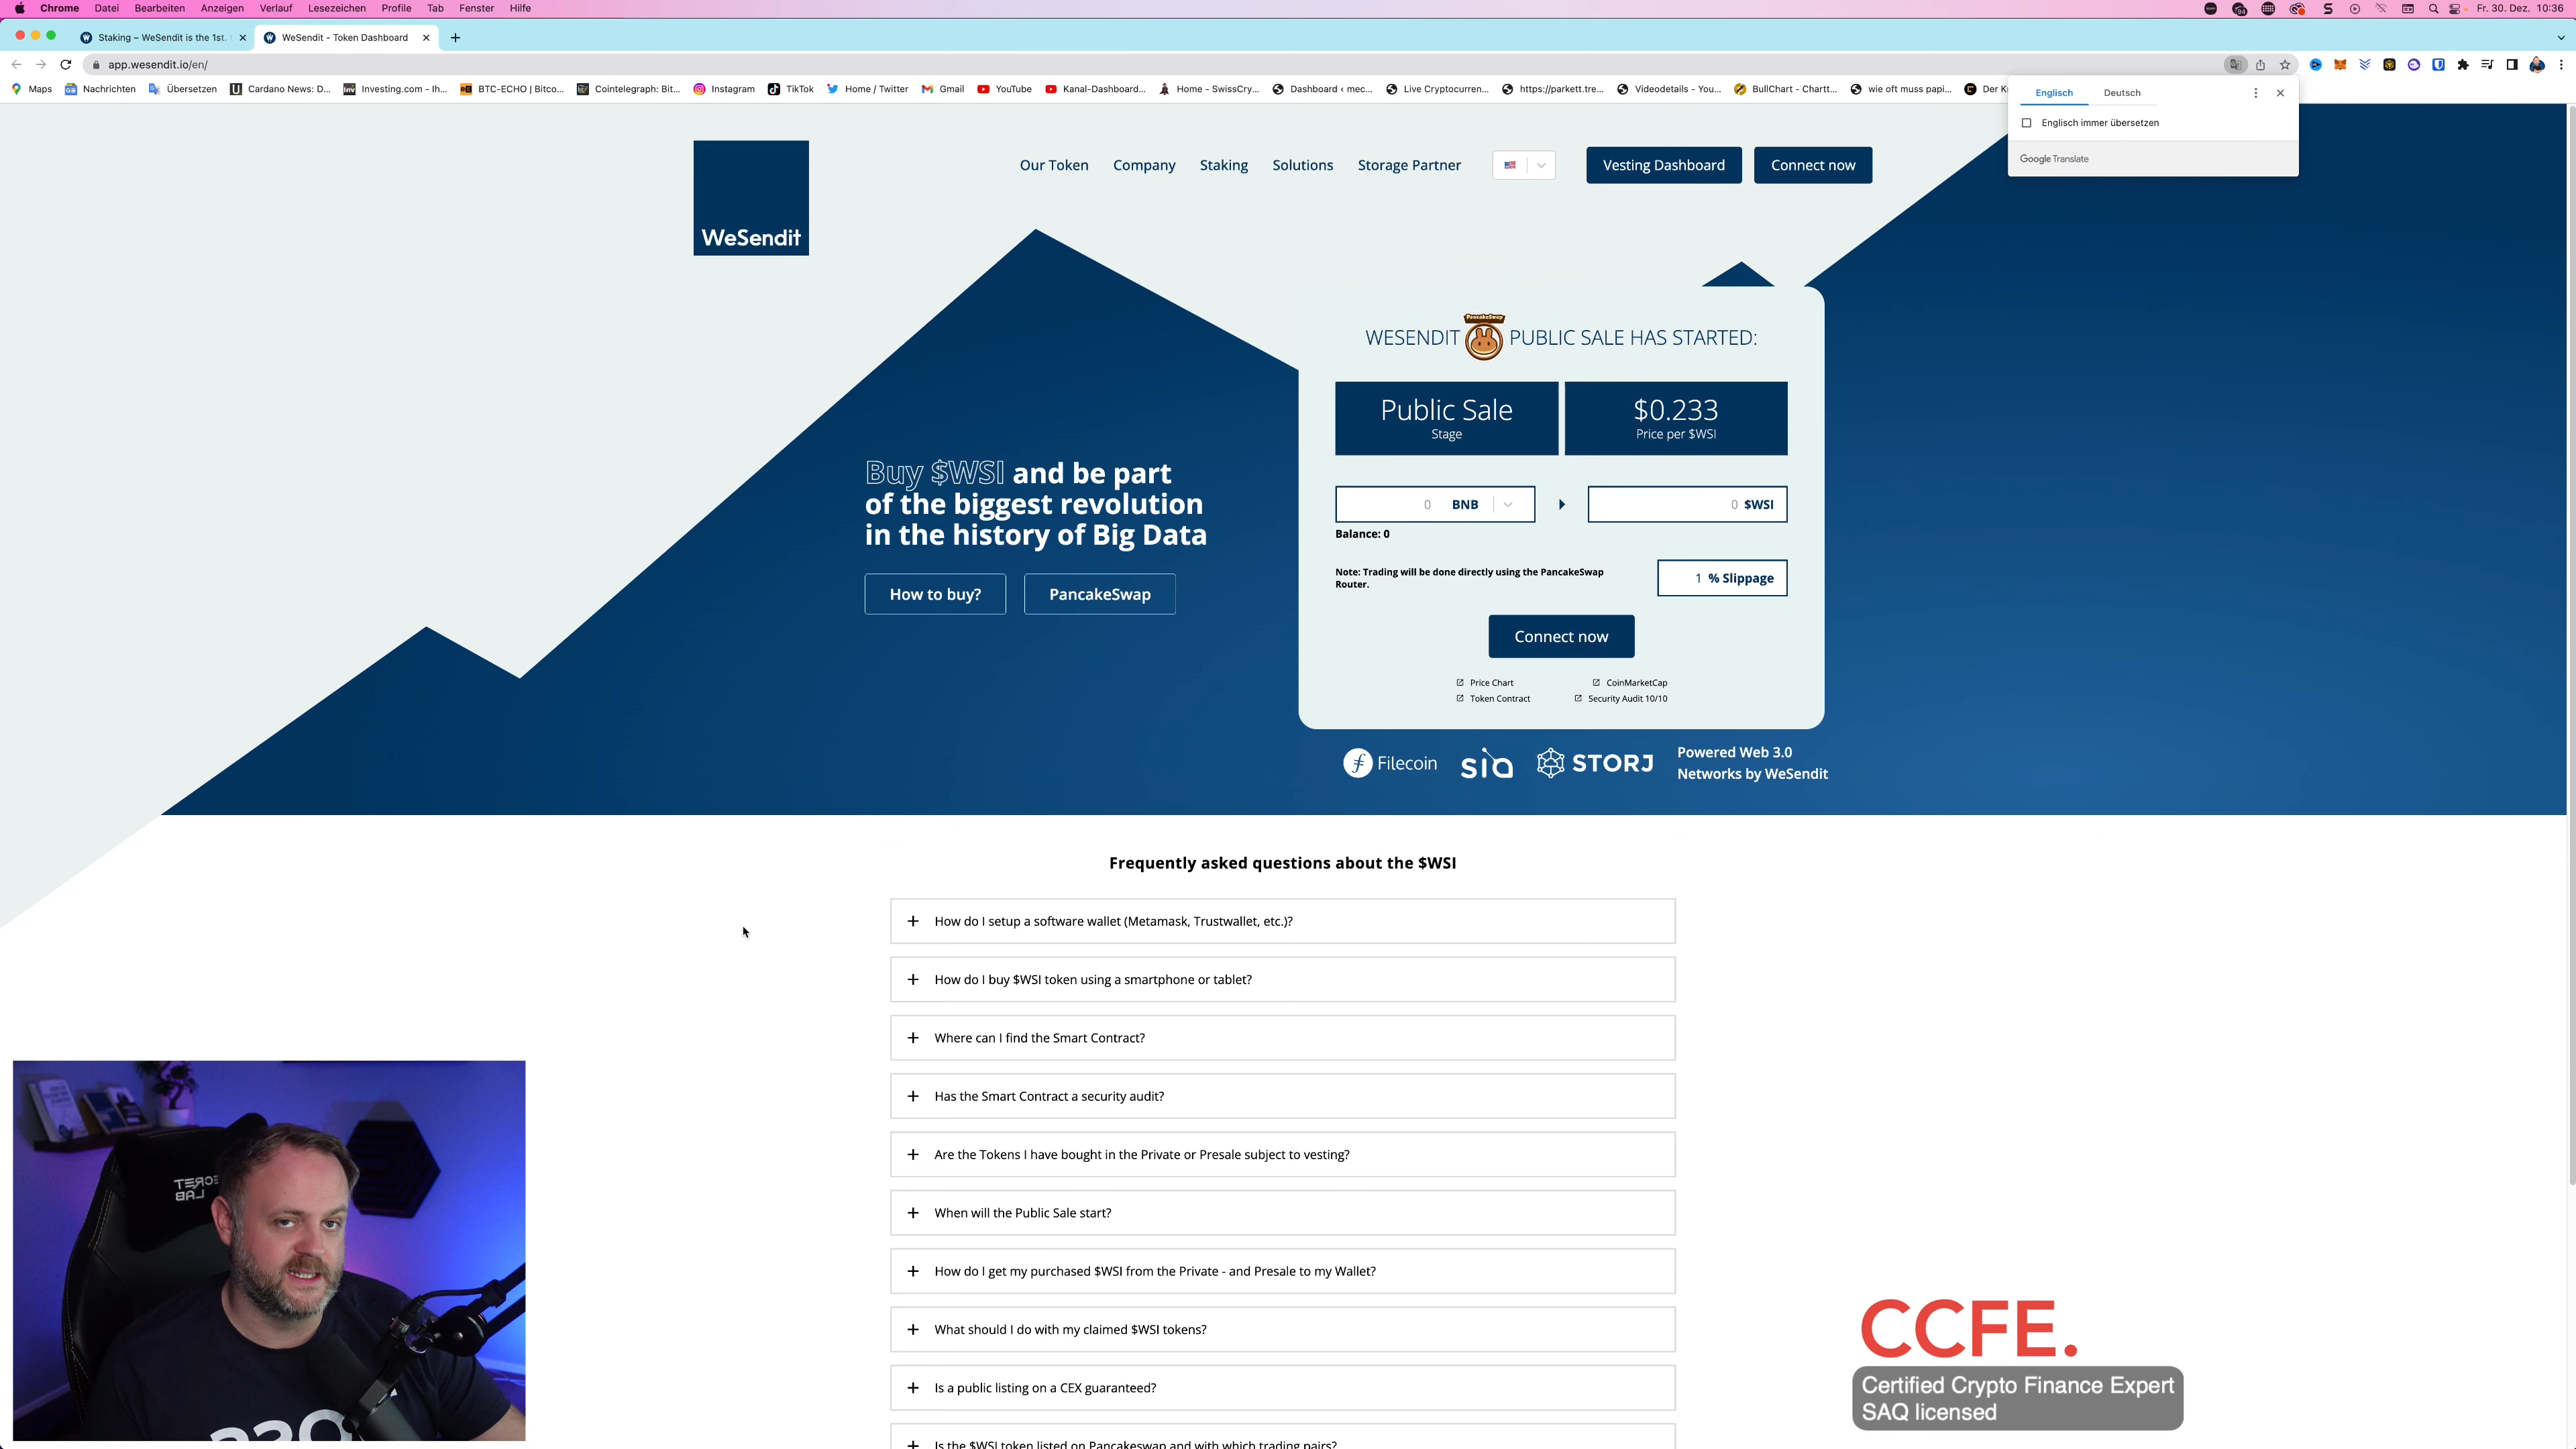 Chrome Datei Bearbeiten Anzeigen Verlauf Lesezeichen Profile Tab Fenster Hilfe
Fr. 30. Dez. 10:36
Staking – WeSendit is the 1st.
WeSendit - Token Dashboard
app.wesendit.io/en/
Maps Nachrichten Übersetzen Cardano News: D... Investing.com - Ih... BTC-ECHO | Bitco... Cointelegraph: Bit... Instagram TikTok Home / Twitter Gmail YouTube Kanal-Dashboard... Home - SwissCry... Dashboard ‹ mec... Live Cryptocurren... https://parkett.tre... Videodetails - You... BullChart - Chartt... wie oft muss papi...
Englisch Deutsch
Englisch immer übersetzen
Google Translate
WeSendit
Our Token Company Staking Solutions Storage Partner
Vesting Dashboard
Connect now
WESENDIT PancakeSwap PUBLIC SALE HAS STARTED:
Public Sale
Stage
$0.233
Price per $WSI
0 BNB
0 $WSI
Balance: 0
Note: Trading will be done directly using the PancakeSwap
Router.
1 % Slippage
Connect now
Price Chart
CoinMarketCap
Token Contract
Security Audit 10/10
Buy $WSI and be part
of the biggest revolution
in the history of Big Data
How to buy?
PancakeSwap
Filecoin
sia
STORJ
Powered Web 3.0
Networks by WeSendit
Frequently asked questions about the $WSI
How do I setup a software wallet (Metamask, Trustwallet, etc.)?
How do I buy $WSI token using a smartphone or tablet?
Where can I find the Smart Contract?
Has the Smart Contract a security audit?
Are the Tokens I have bought in the Private or Presale subject to vesting?
When will the Public Sale start?
How do I get my purchased $WSI from the Private - and Presale to my Wallet?
What should I do with my claimed $WSI tokens?
Is a public listing on a CEX guaranteed?
Is the $WSI token listed on Pancakeswap and with which trading pairs?
CCFE.
Certified Crypto Finance Expert
SAQ licensed